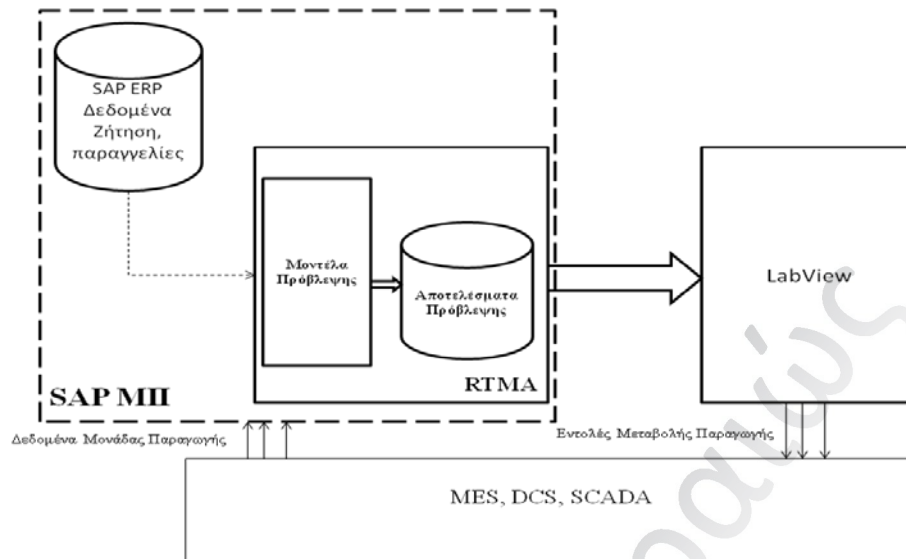 SAP ERP
Δεδομένα
Ζήτηση,
παραγγελίες
Μοντέλα
Πρόβλεψης
Αποτελέσματα
Πρόβλεψης
RTMA
SAP MII
LabView
Δεδομένα Μονάδας Παραγωγής
Εντολές Μεταβολής Παραγωγής
MES, DCS, SCADA